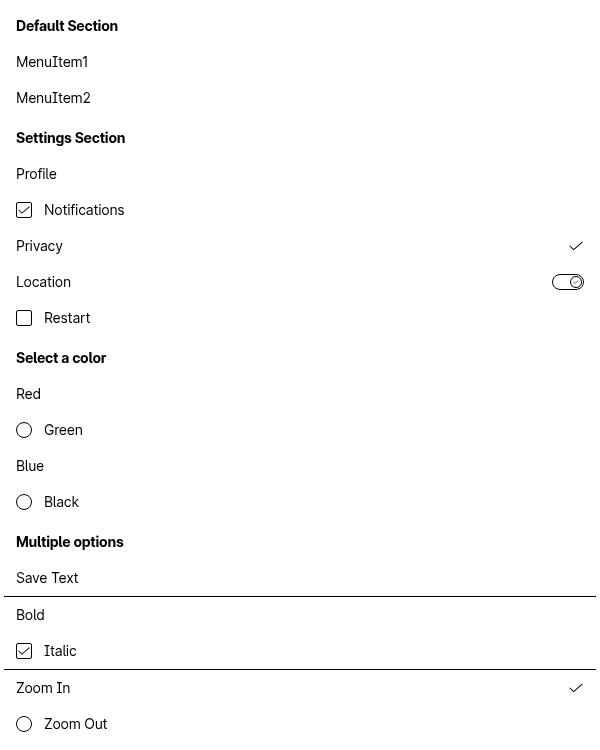 Default Section
MenuItem1
MenuItem2
Settings Section
Profile
Notifications
Privacy
Location
Restart
Select a color
Red
Green
Blue
Black
Multiple options
Save Text
Bold
Italic
Zoom In
Zoom Out